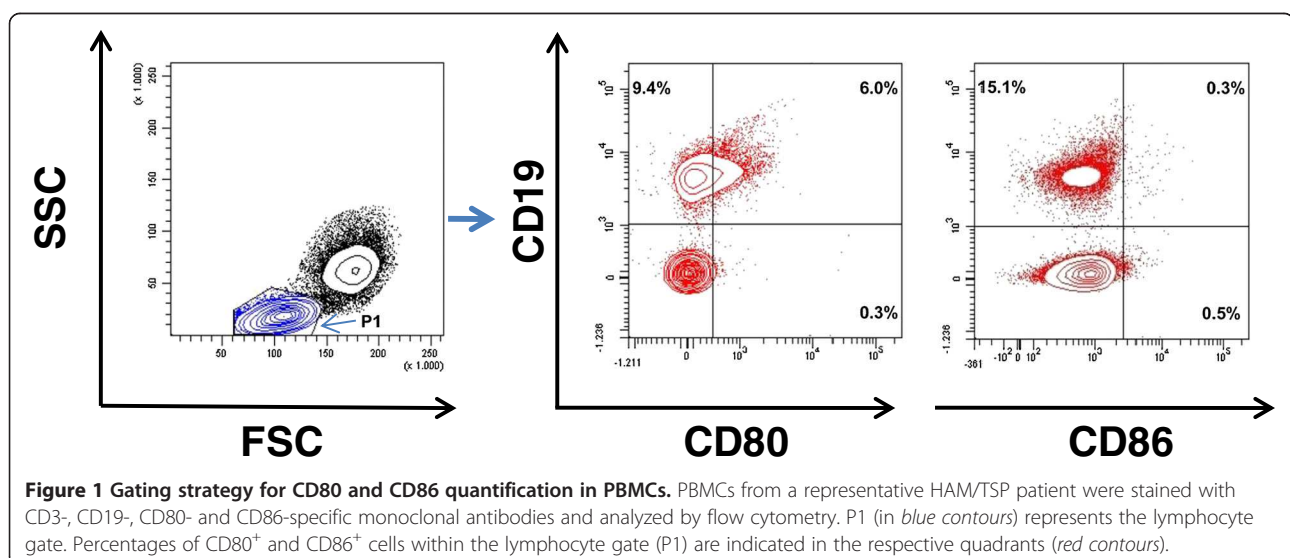 SSC
250
200
150
100
50
(x 1.000)
P1
50 100 150 200 250
(x 1.000)
FSC
CD19
9.4% 6.0%
10^5
10^4
10^3
0
-1.236
0.3%
-1.211 0 10^3 10^4 10^5
CD80
15.1% 0.3%
10^5
10^4
10^3
0
-1.236
0.5%
-361 -10^2 0 10^2 10^3 10^4 10^5
CD86
Figure 1 Gating strategy for CD80 and CD86 quantification in PBMCs. PBMCs from a representative HAM/TSP patient were stained with
CD3-, CD19-, CD80- and CD86-specific monoclonal antibodies and analyzed by flow cytometry. P1 (in blue contours) represents the lymphocyte
gate. Percentages of CD80+ and CD86+ cells within the lymphocyte gate (P1) are indicated in the respective quadrants (red contours).